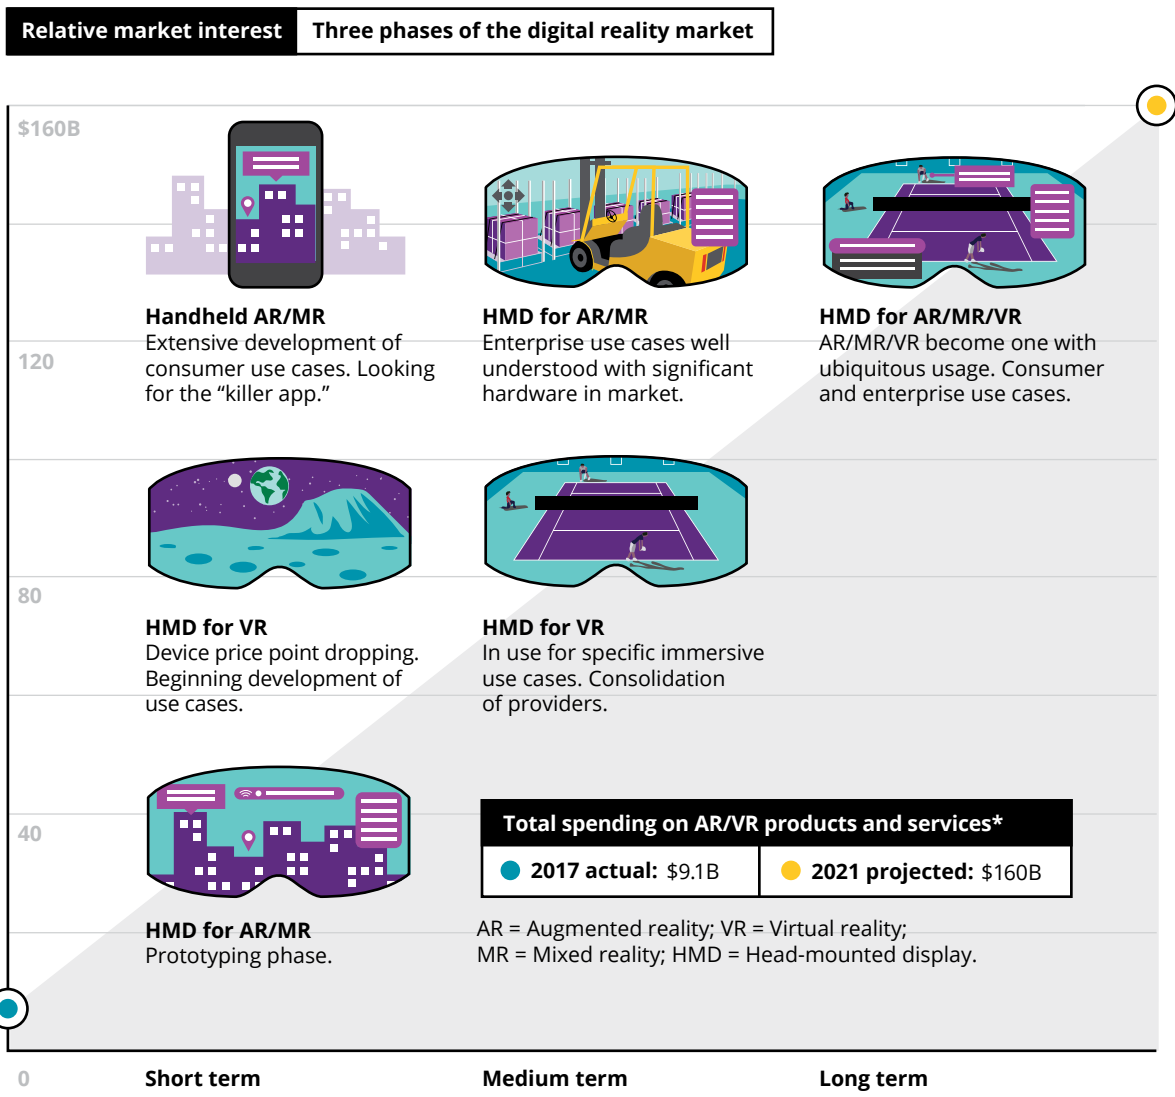 Relative market interest
Three phases of the digital reality market
$160B
Handheld AR/MR
Extensive development of
consumer use cases. Looking
for the “killer app.”
HMD for AR/MR
Enterprise use cases well
understood with significant
hardware in market.
HMD for AR/MR/VR
AR/MR/VR become one with
ubiquitous usage. Consumer
and enterprise use cases.
120
HMD for VR
Device price point dropping.
Beginning development of
use cases.
HMD for VR
In use for specific immersive
use cases. Consolidation
of providers.
80
40
HMD for AR/MR
Prototyping phase.
Total spending on AR/VR products and services*
2017 actual: $9.1B
2021 projected: $160B
AR = Augmented reality; VR = Virtual reality;
MR = Mixed reality; HMD = Head-mounted display.
0
Short term
Medium term
Long term